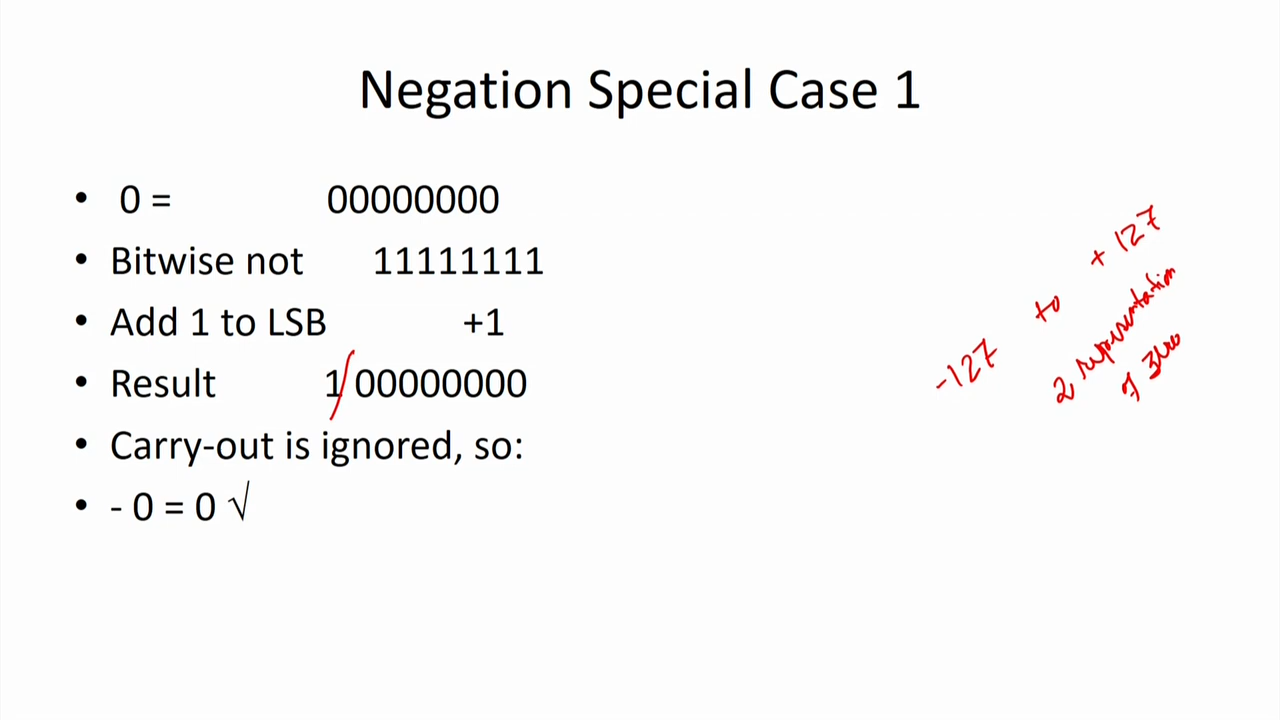 Negation Special Case 1
• 0 = 00000000
• Bitwise not 11111111
• Add 1 to LSB +1
• Result 1 00000000
• Carry-out is ignored, so:
• - 0 = 0 √
-127 to +127
2 representation
of zero